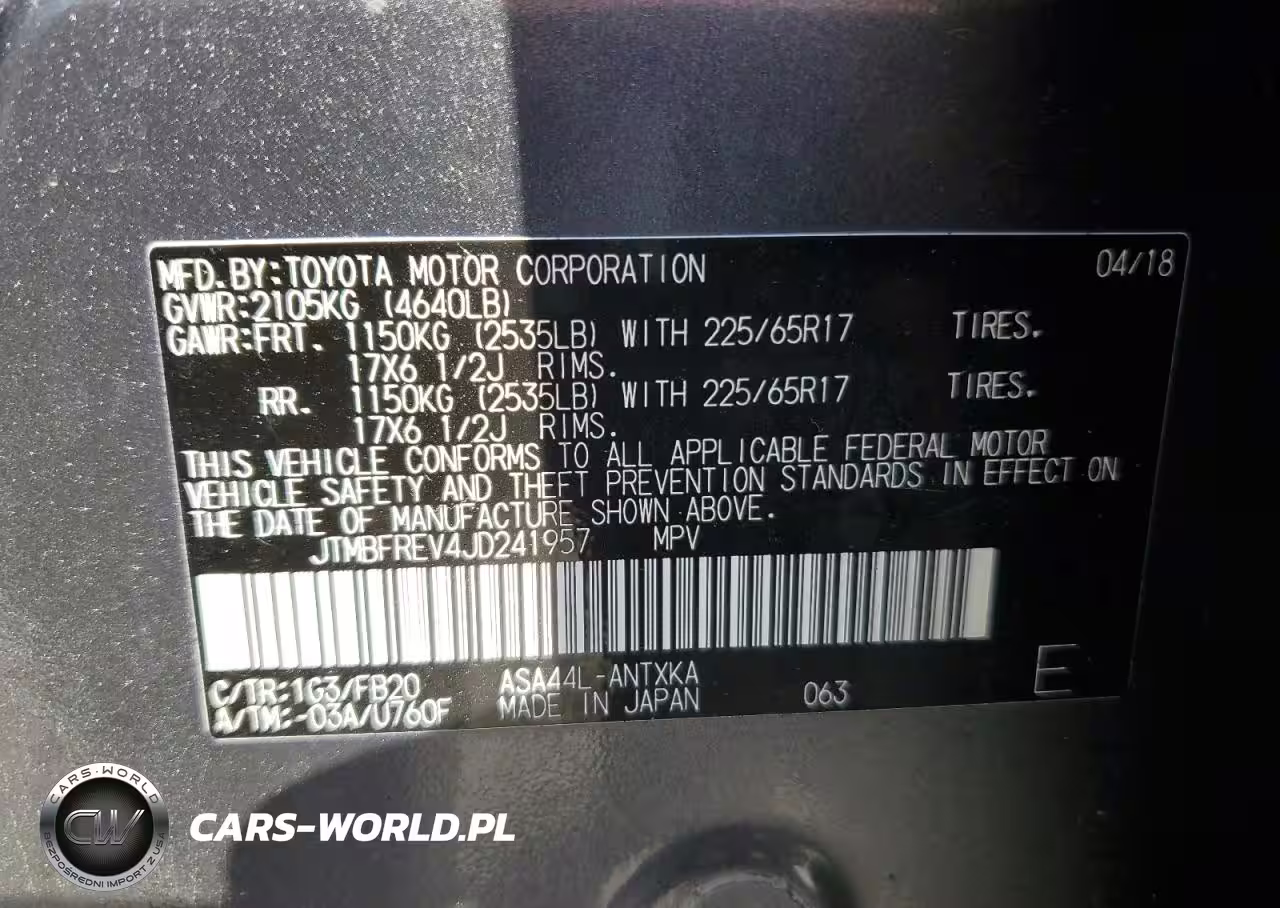 MFD.BY:TOYOTA MOTOR CORPORATION 04/18
GVWR:2105KG (4640LB)
GAWR:FRT. 1150KG (2535LB) WITH 225/65R17 TIRES.
17X6 1/2J RIMS.
RR. 1150KG (2535LB) WITH 225/65R17 TIRES.
17X6 1/2J RIMS.
THIS VEHICLE CONFORMS TO ALL APPLICABLE FEDERAL MOTOR
VEHICLE SAFETY AND THEFT PREVENTION STANDARDS IN EFFECT ON
THE DATE OF MANUFACTURE SHOWN ABOVE.
JTMBFREV4JD241957 MPV
C/TR:1G3/FB20 ASA44L-ANTXKA
A/TM:-03A/U760F MADE IN JAPAN 063 E
CARS-WORLD
CW
BEZPOŚREDNI IMPORT Z USA
CARS-WORLD.PL